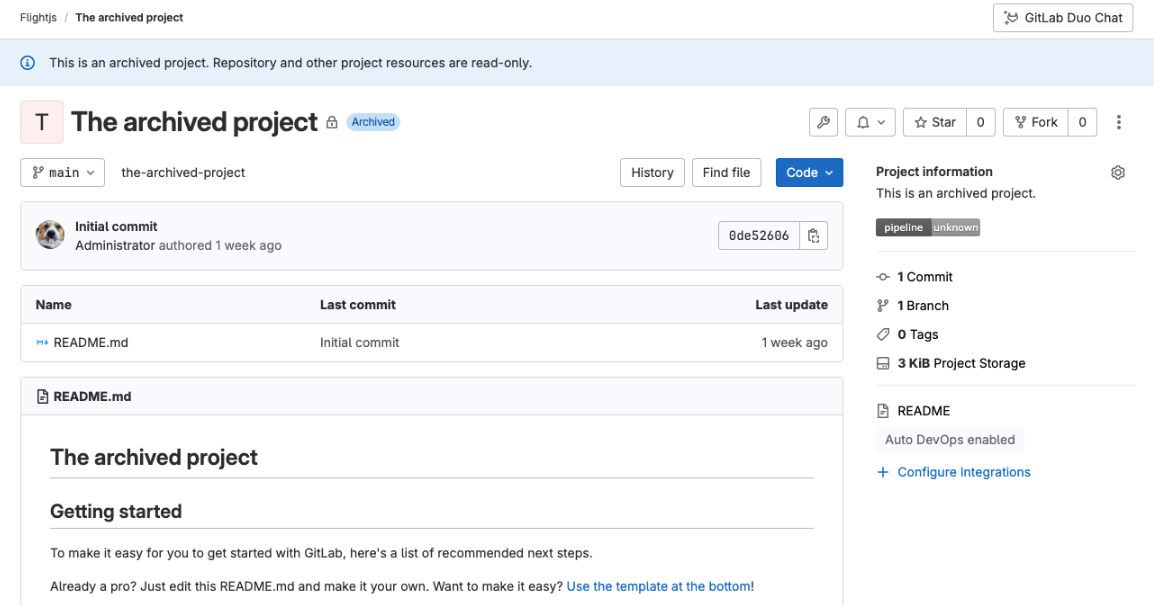 Flightjs / The archived project
GitLab Duo Chat
This is an archived project. Repository and other project resources are read-only.
T
The archived project
Archived
Star 0
Fork 0
main
the-archived-project
History
Find file
Code
Initial commit
Administrator authored 1 week ago
0de52606
Name Last commit Last update
README.md Initial commit 1 week ago
README.md
The archived project
Getting started
To make it easy for you to get started with GitLab, here's a list of recommended next steps.
Already a pro? Just edit this README.md and make it your own. Want to make it easy? Use the template at the bottom!
Project information
This is an archived project.
pipeline unknown
1 Commit
1 Branch
0 Tags
3 KiB Project Storage
README
Auto DevOps enabled
Configure Integrations